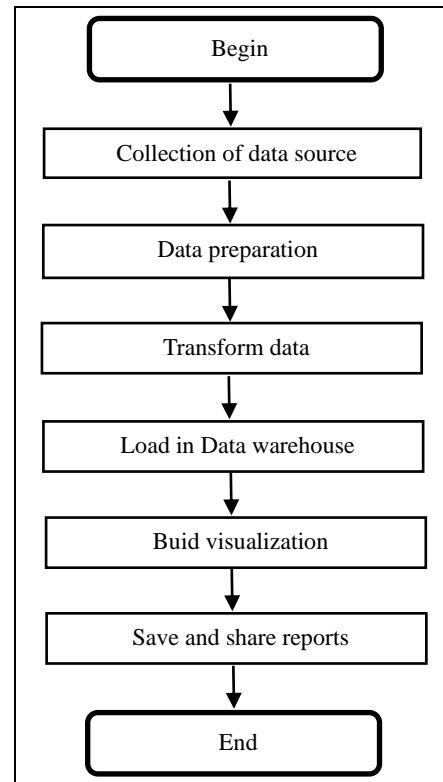 Begin
Collection of data source
Data preparation
Transform data
Load in Data warehouse
Buid visualization
Save and share reports
End